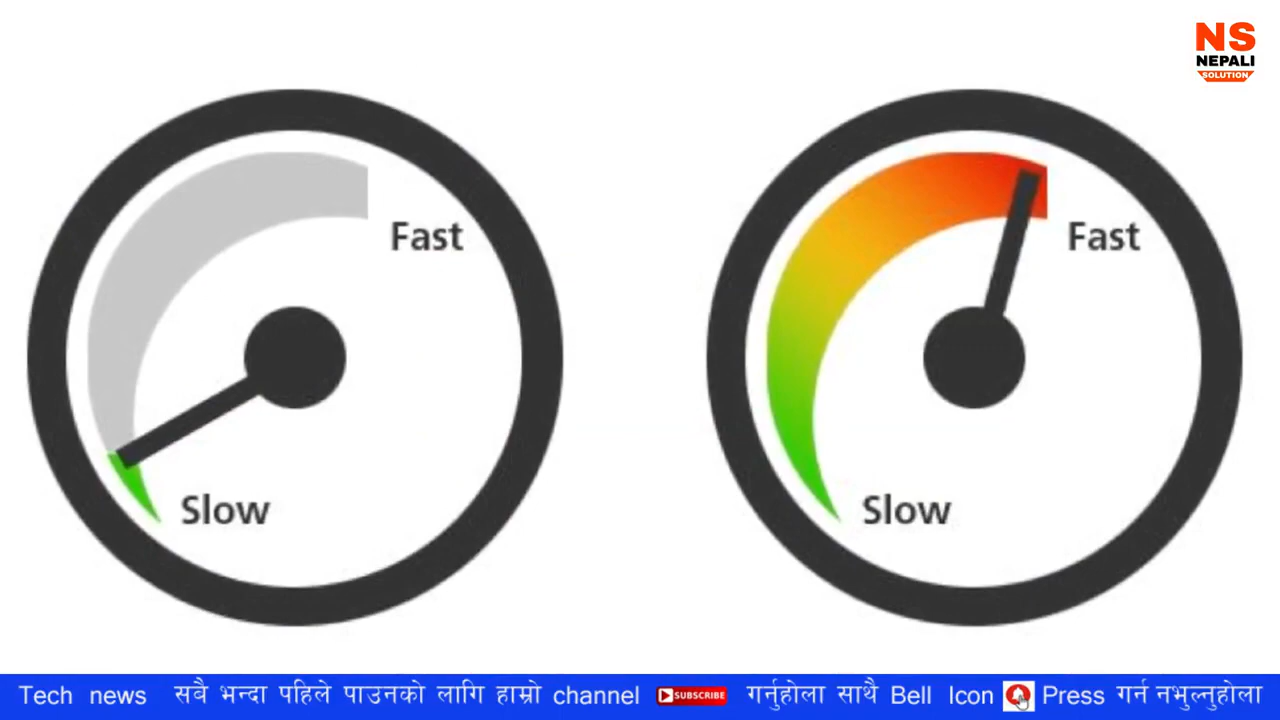 NS
NEPALI
SOLUTION
Fast
Fast
Slow
Slow
Tech news सबै भन्दा पहिले पाउनको लागि हाम्रो channel SUBSCRIBE गर्नुहोला साथै Bell Icon Press गर्न नभुल्नुहोला